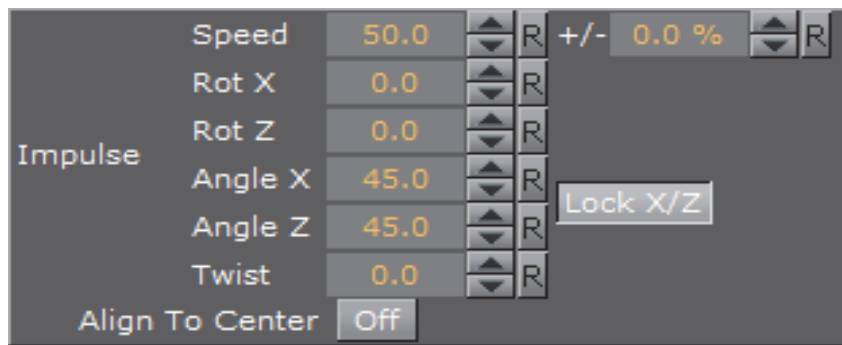 Speed 50.0 R +/- 0.0 % R
Rot X 0.0 R
Rot Z 0.0 R
Impulse
Angle X 45.0 R
Lock X/Z
Angle Z 45.0 R
Twist 0.0 R
Align To Center Off